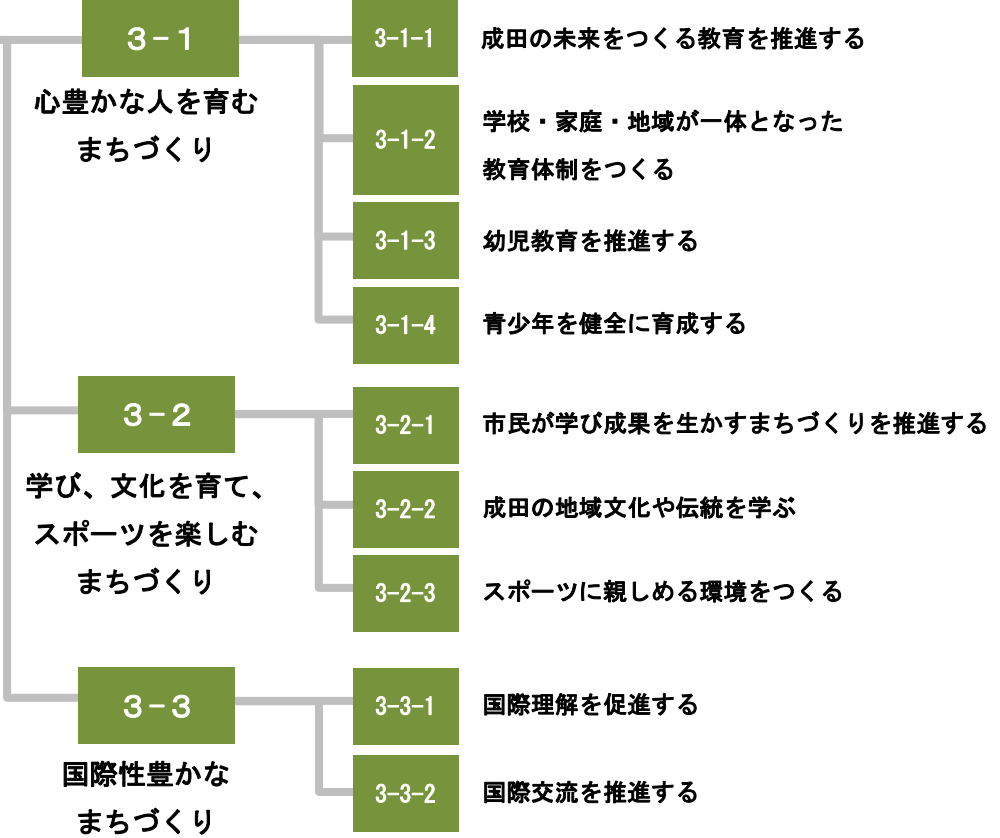 ３－１
心豊かな人を育む
まちづくり
3-1-1
成田の未来をつくる教育を推進する
3-1-2
学校・家庭・地域が一体となった
教育体制をつくる
3-1-3
幼児教育を推進する
3-1-4
青少年を健全に育成する
３－２
学び、文化を育て、
スポーツを楽しむ
まちづくり
3-2-1
市民が学び成果を生かすまちづくりを推進する
3-2-2
成田の地域文化や伝統を学ぶ
3-2-3
スポーツに親しめる環境をつくる
３－３
国際性豊かな
まちづくり
3-3-1
国際理解を促進する
3-3-2
国際交流を推進する